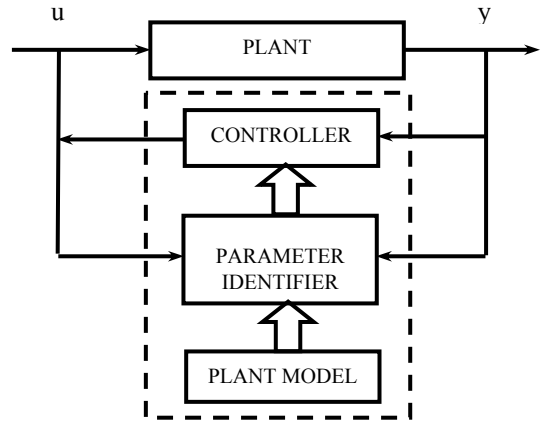 u
y
PLANT
CONTROLLER
PARAMETER
IDENTIFIER
PLANT MODEL